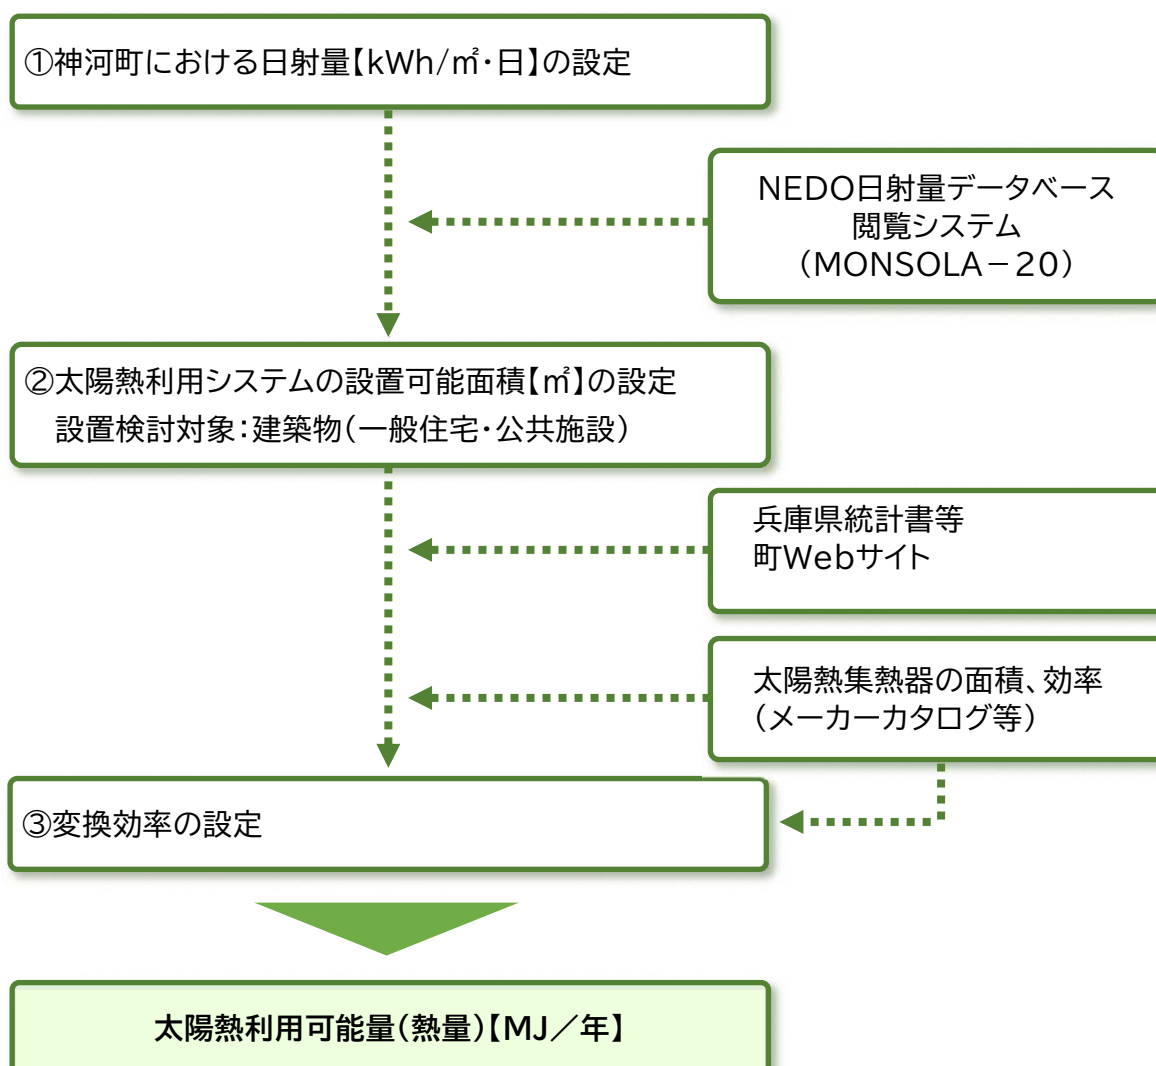 ①神河町における日射量【kWh/㎡・日】の設定
NEDO日射量データベース
閲覧システム
（MONSOLA－20）
②太陽熱利用システムの設置可能面積【㎡】の設定
設置検討対象：建築物（一般住宅・公共施設）
兵庫県統計書等
町Webサイト
太陽熱集熱器の面積、効率
（メーカーカタログ等）
③変換効率の設定
太陽熱利用可能量（熱量）【MJ／年】